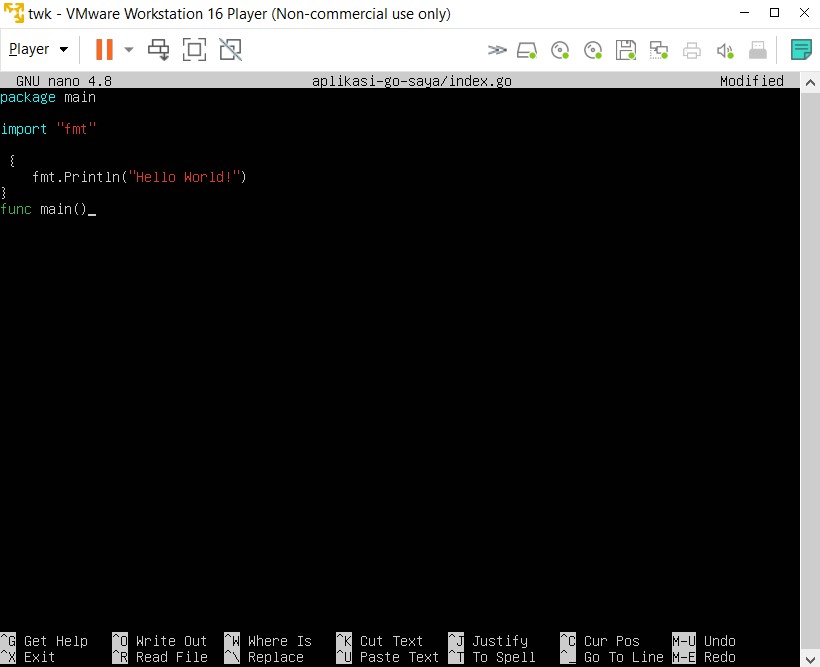 twk - VMware Workstation 16 Player (Non-commercial use only)
Player
GNU nano 4.8 aplikasi-go-saya/index.go Modified
package main
import "fmt"
{
fmt.Println("Hello World!")
}
func main()_
^G Get Help ^O Write Out ^W Where Is ^K Cut Text ^J Justify ^C Cur Pos M-U Undo
^X Exit ^R Read File ^\ Replace ^U Paste Text ^T To Spell ^_ Go To Line M-E Redo